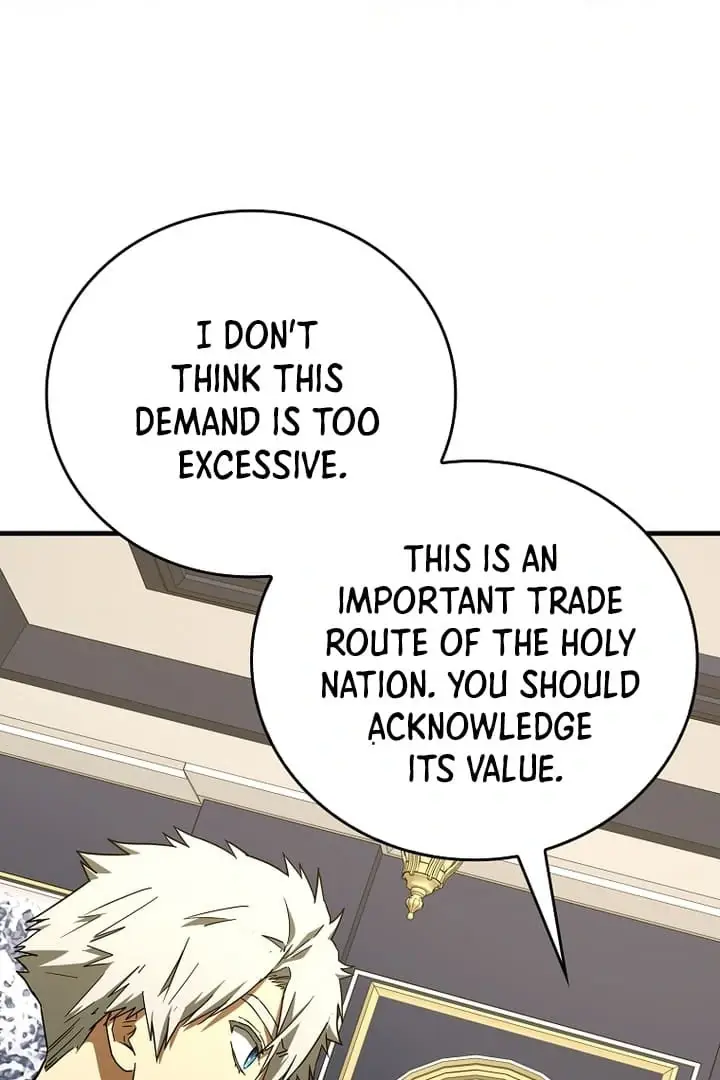 I DON'T
THINK THIS
DEMAND IS TOO
EXCESSIVE.
THIS IS AN
IMPORTANT TRADE
ROUTE OF THE HOLY
NATION. YOU SHOULD
ACKNOWLEDGE
ITS VALUE.